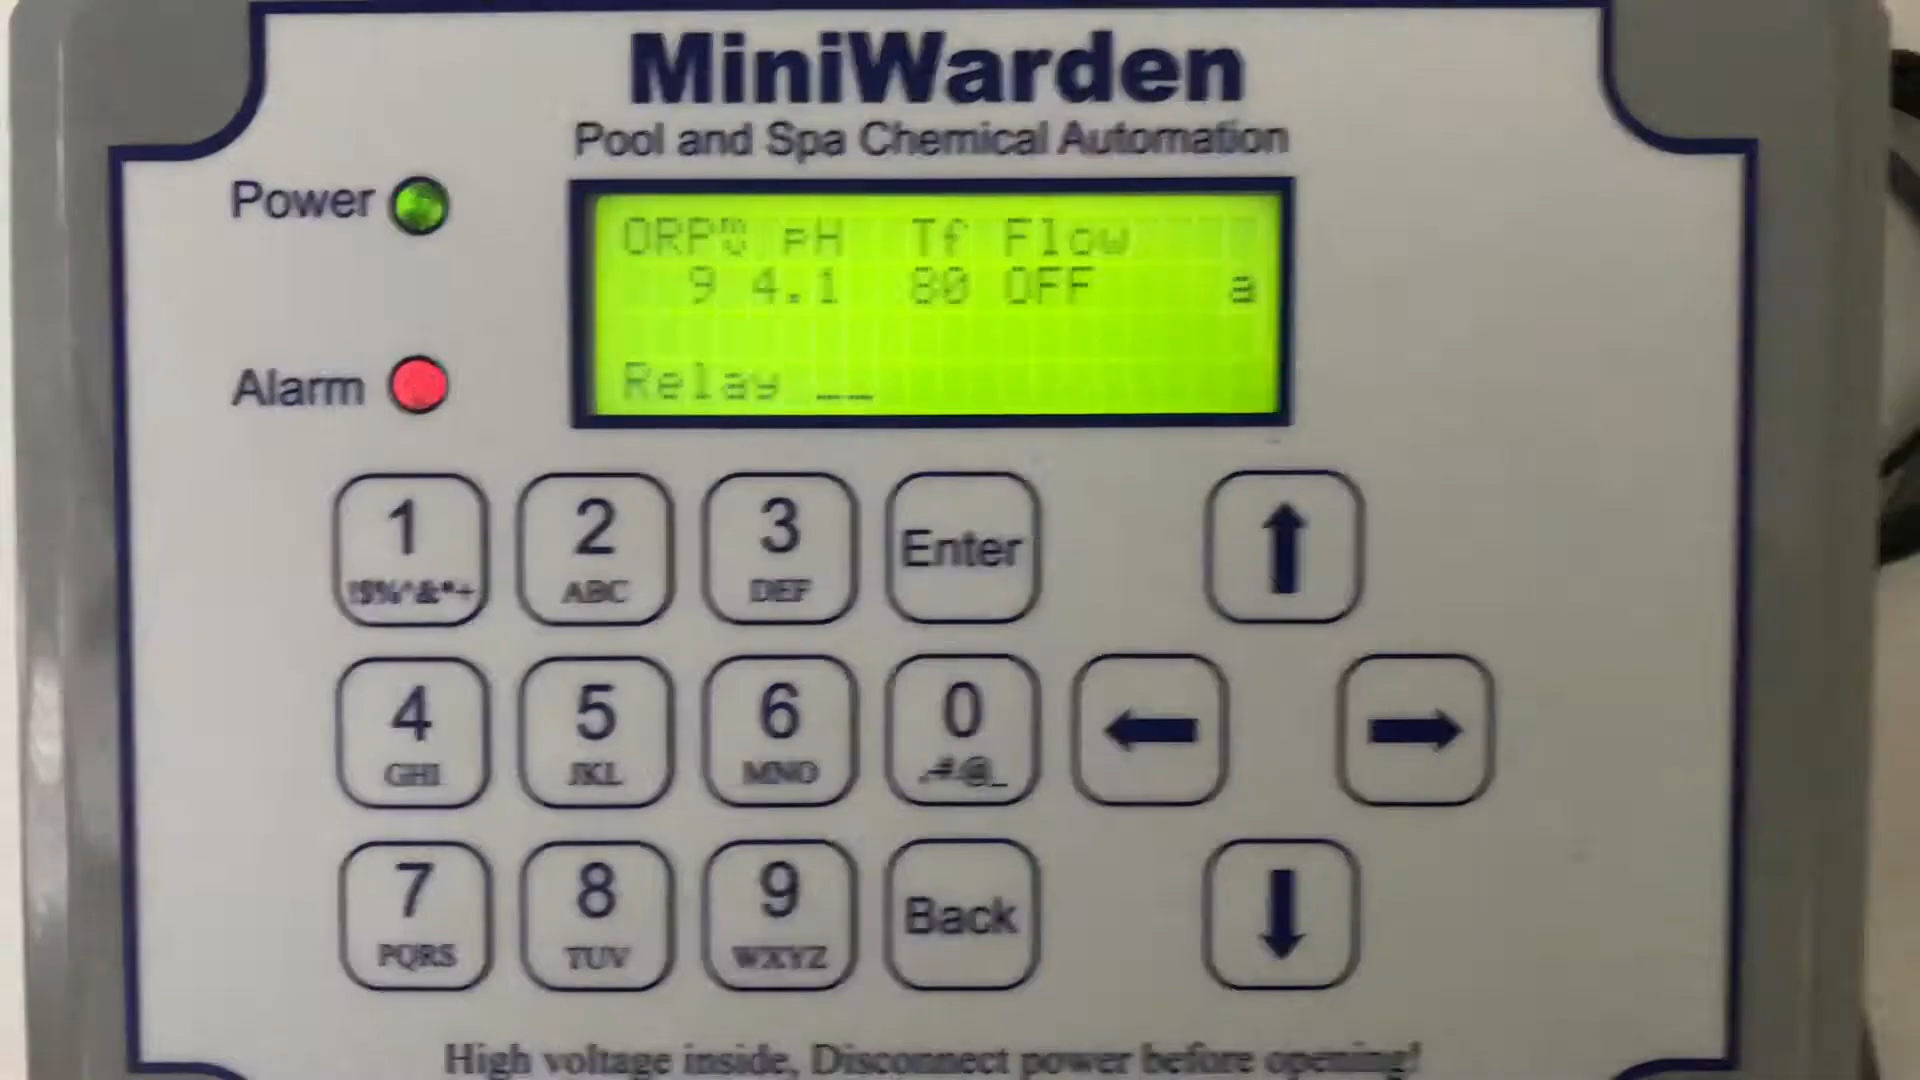 MiniWarden
Pool and Spa Chemical Automation
Power
ORPmv pH Tf Flow
9 4.1 80 OFF a
Alarm
Relay __
1 2 3 Enter
!$%^&*+ ABC DEF
4 5 6 0
GHI JKL MNO .-#@_
7 8 9 Back
PQRS TUV WXYZ
High voltage inside, Disconnect power before opening!